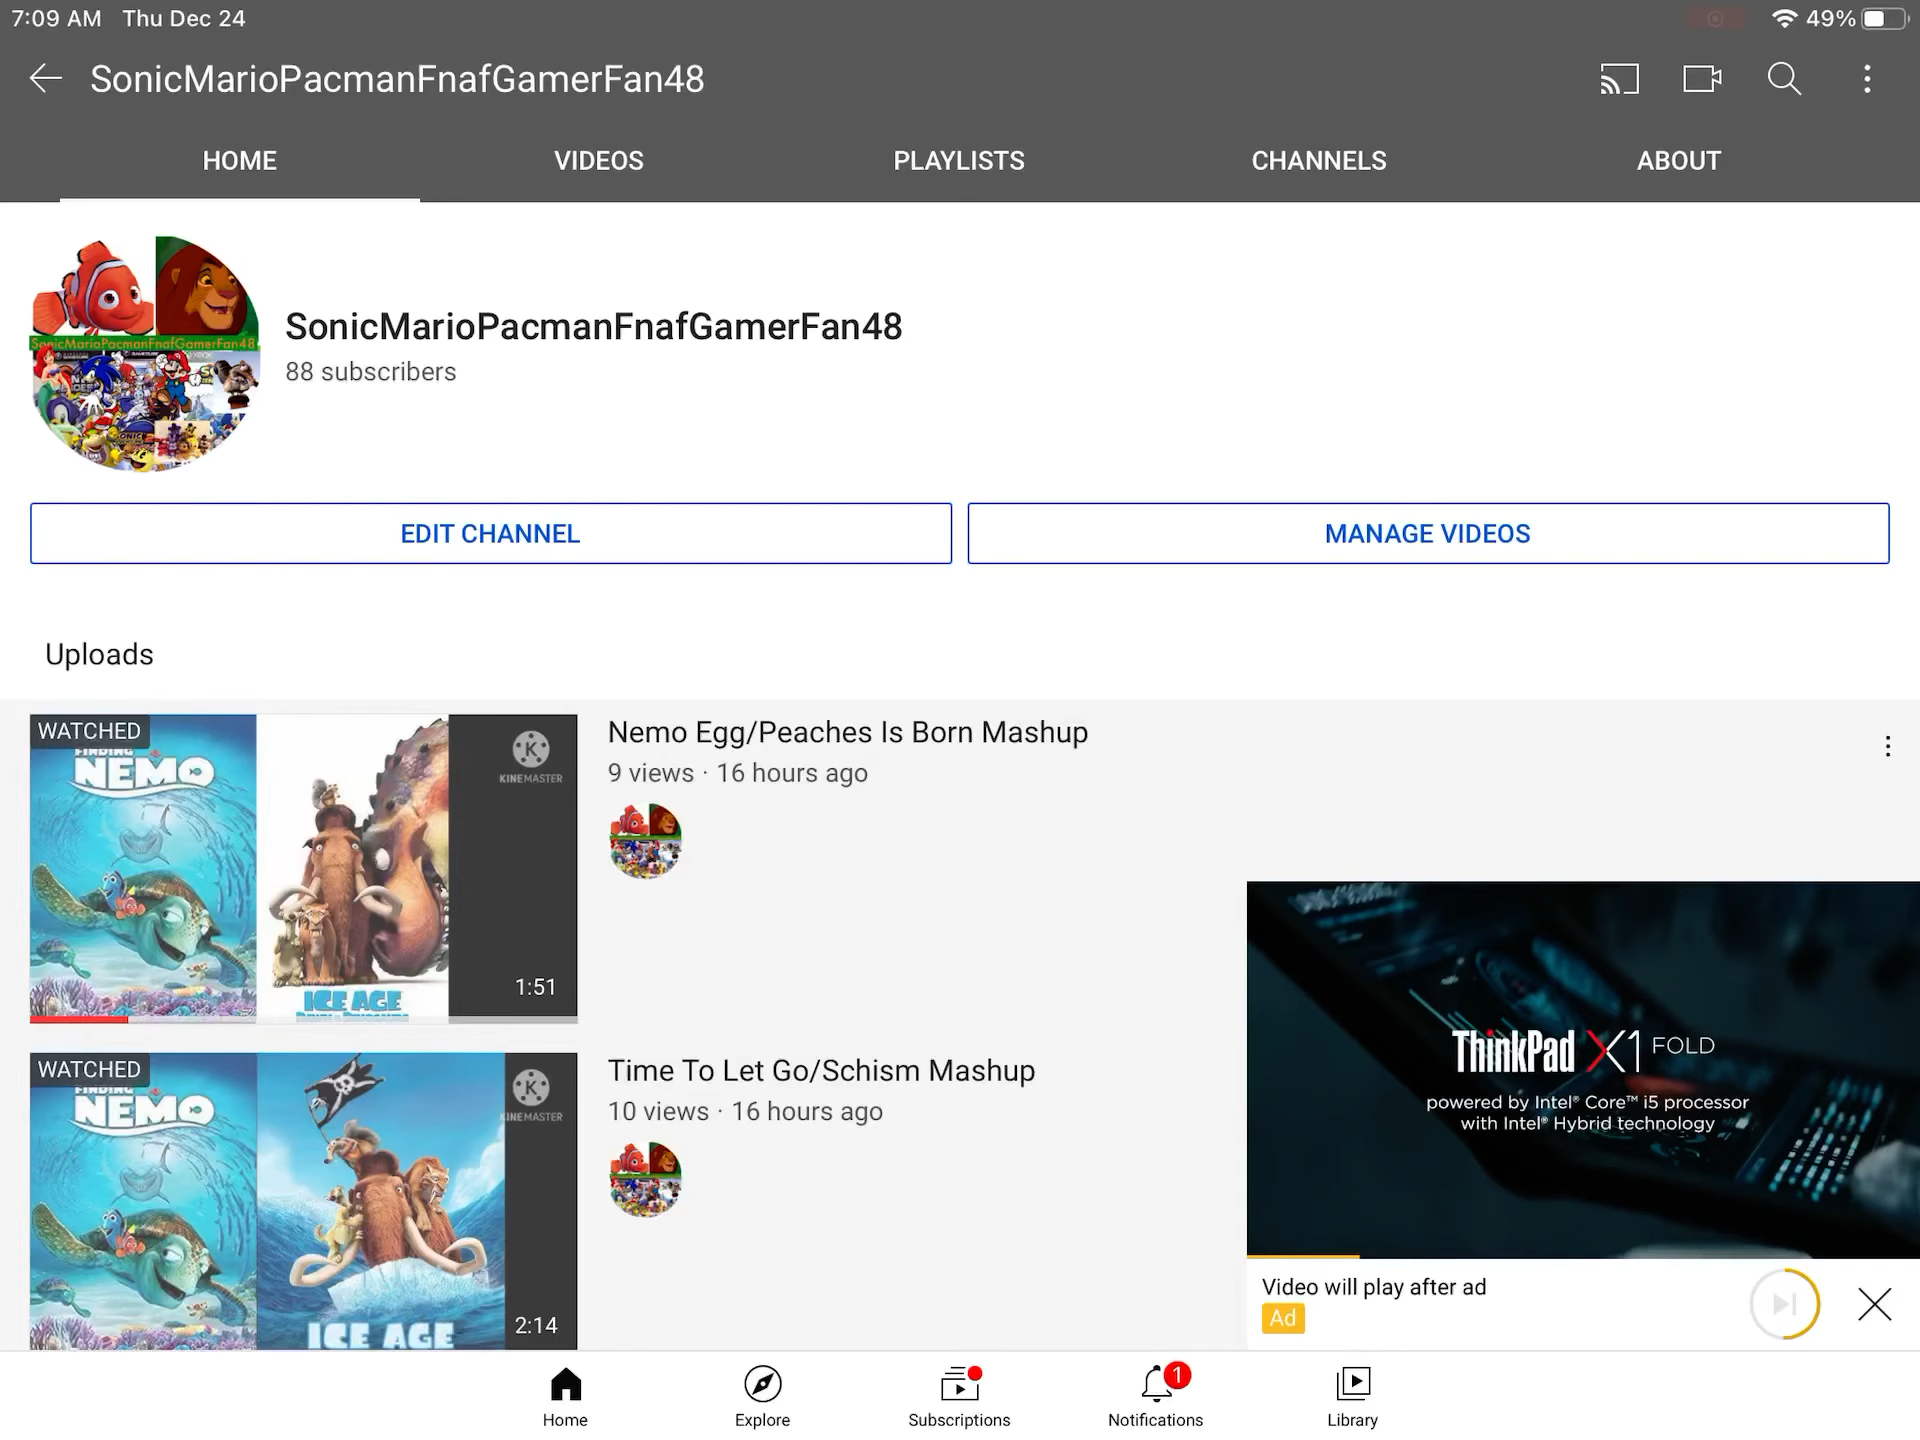 7:09 AM Thu Dec 24
49%
SonicMarioPacmanFnafGamerFan48
HOME VIDEOS PLAYLISTS CHANNELS ABOUT
SonicMarioPacmanFnafGamerFan48
SonicMarioPacmanFnafGamerFan48
88 subscribers
EDIT CHANNEL MANAGE VIDEOS
Uploads
WATCHED
FINDING
NEMO
K
KINEMASTER
ICE AGE
1:51
Nemo Egg/Peaches Is Born Mashup
9 views · 16 hours ago
WATCHED
FINDING
NEMO
K
KINEMASTER
ICE AGE
2:14
Time To Let Go/Schism Mashup
10 views · 16 hours ago
ThinkPad X1 FOLD
powered by Intel® Core™ i5 processor
with Intel® Hybrid technology
Video will play after ad
Ad
1
Home Explore Subscriptions Notifications Library